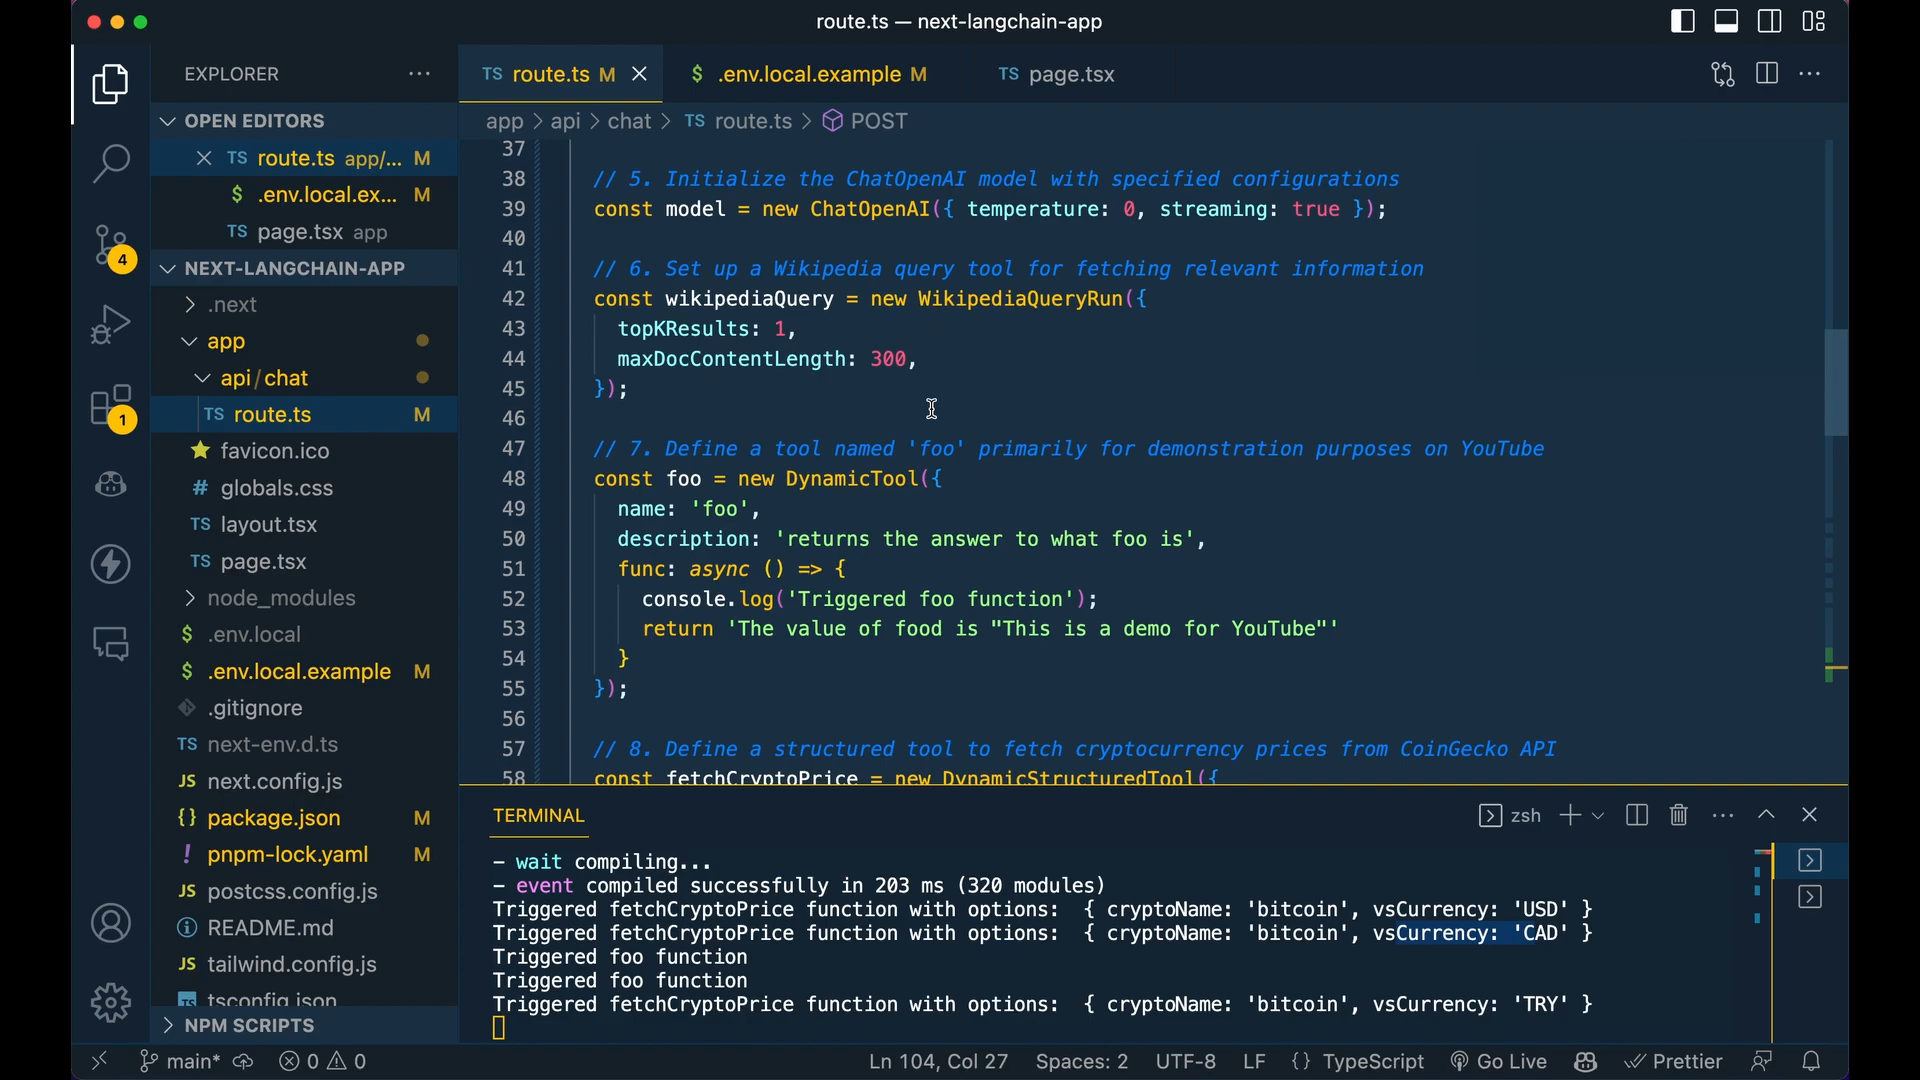 route.ts — next-langchain-app
EXPLORER
TS route.ts M
$ .env.local.example M
TS page.tsx
OPEN EDITORS
TS route.ts app/... M
$ .env.local.ex... M
TS page.tsx app
NEXT-LANGCHAIN-APP
.next
app
api/chat
TS route.ts M
favicon.ico
# globals.css
TS layout.tsx
TS page.tsx
node_modules
$ .env.local
$ .env.local.example M
.gitignore
TS next-env.d.ts
JS next.config.js
{} package.json M
! pnpm-lock.yaml M
JS postcss.config.js
README.md
JS tailwind.config.js
TS tsconfig.json
NPM SCRIPTS
4
1
app > api > chat > TS route.ts > POST
37
38 // 5. Initialize the ChatOpenAI model with specified configurations
39 const model = new ChatOpenAI({ temperature: 0, streaming: true });
40
41 // 6. Set up a Wikipedia query tool for fetching relevant information
42 const wikipediaQuery = new WikipediaQueryRun({
43 topKResults: 1,
44 maxDocContentLength: 300,
45 });
46
47 // 7. Define a tool named 'foo' primarily for demonstration purposes on YouTube
48 const foo = new DynamicTool({
49 name: 'foo',
50 description: 'returns the answer to what foo is',
51 func: async () => {
52 console.log('Triggered foo function');
53 return 'The value of food is "This is a demo for YouTube"'
54 }
55 });
56
57 // 8. Define a structured tool to fetch cryptocurrency prices from CoinGecko API
58 const fetchCryptoPrice = new DynamicStructuredTool({
TERMINAL
zsh
– wait compiling...
– event compiled successfully in 203 ms (320 modules)
Triggered fetchCryptoPrice function with options: { cryptoName: 'bitcoin', vsCurrency: 'USD' }
Triggered fetchCryptoPrice function with options: { cryptoName: 'bitcoin', vsCurrency: 'CAD' }
Triggered foo function
Triggered foo function
Triggered fetchCryptoPrice function with options: { cryptoName: 'bitcoin', vsCurrency: 'TRY' }
main* 0 0 Ln 104, Col 27 Spaces: 2 UTF-8 LF {} TypeScript Go Live Prettier